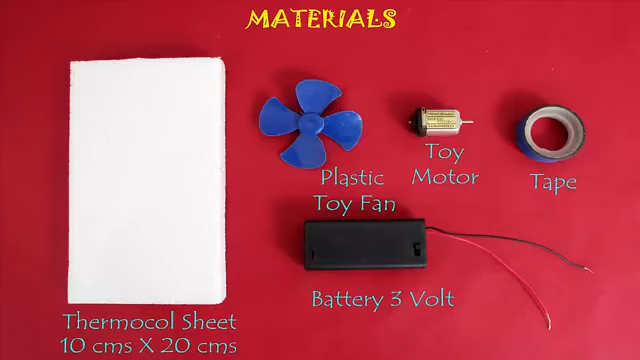 MATERIALS
Plastic
Toy Fan
Toy
Motor
Tape
Battery 3 Volt
Thermocol Sheet
10 cms X 20 cms